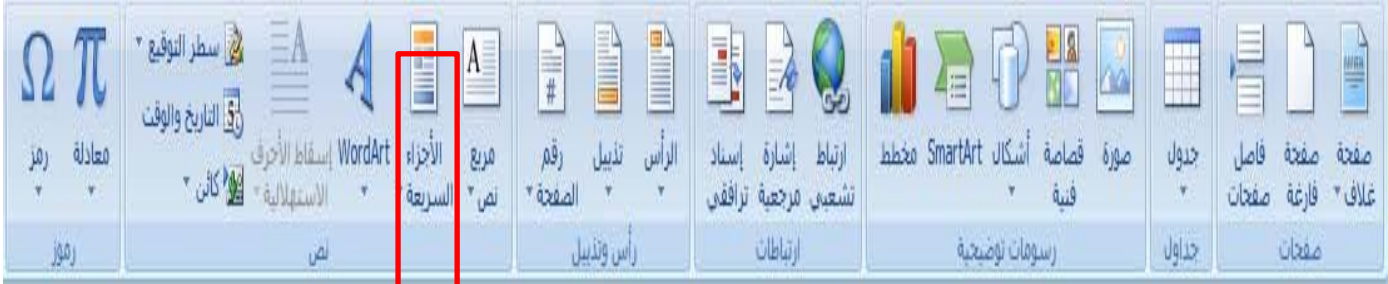 صفحة غلاف
صفحة فارغة
فاصل صفحات
صفحات
جدول
جداول
صورة
قصاصة فنية
أشكال
SmartArt
مخطط
رسومات توضيحية
ارتباط تشعبي
إشارة مرجعية
إسناد ترافقي
ارتباطات
الرأس
تذييل
رقم الصفحة
#
رأس وتذييل
A
مربع نص
الأجزاء السريعة
A
WordArt
A
إسقاط الأحرف الاستهلالية
سطر التوقيع
التاريخ والوقت
كائن
نص
π
معادلة
Ω
رمز
رموز